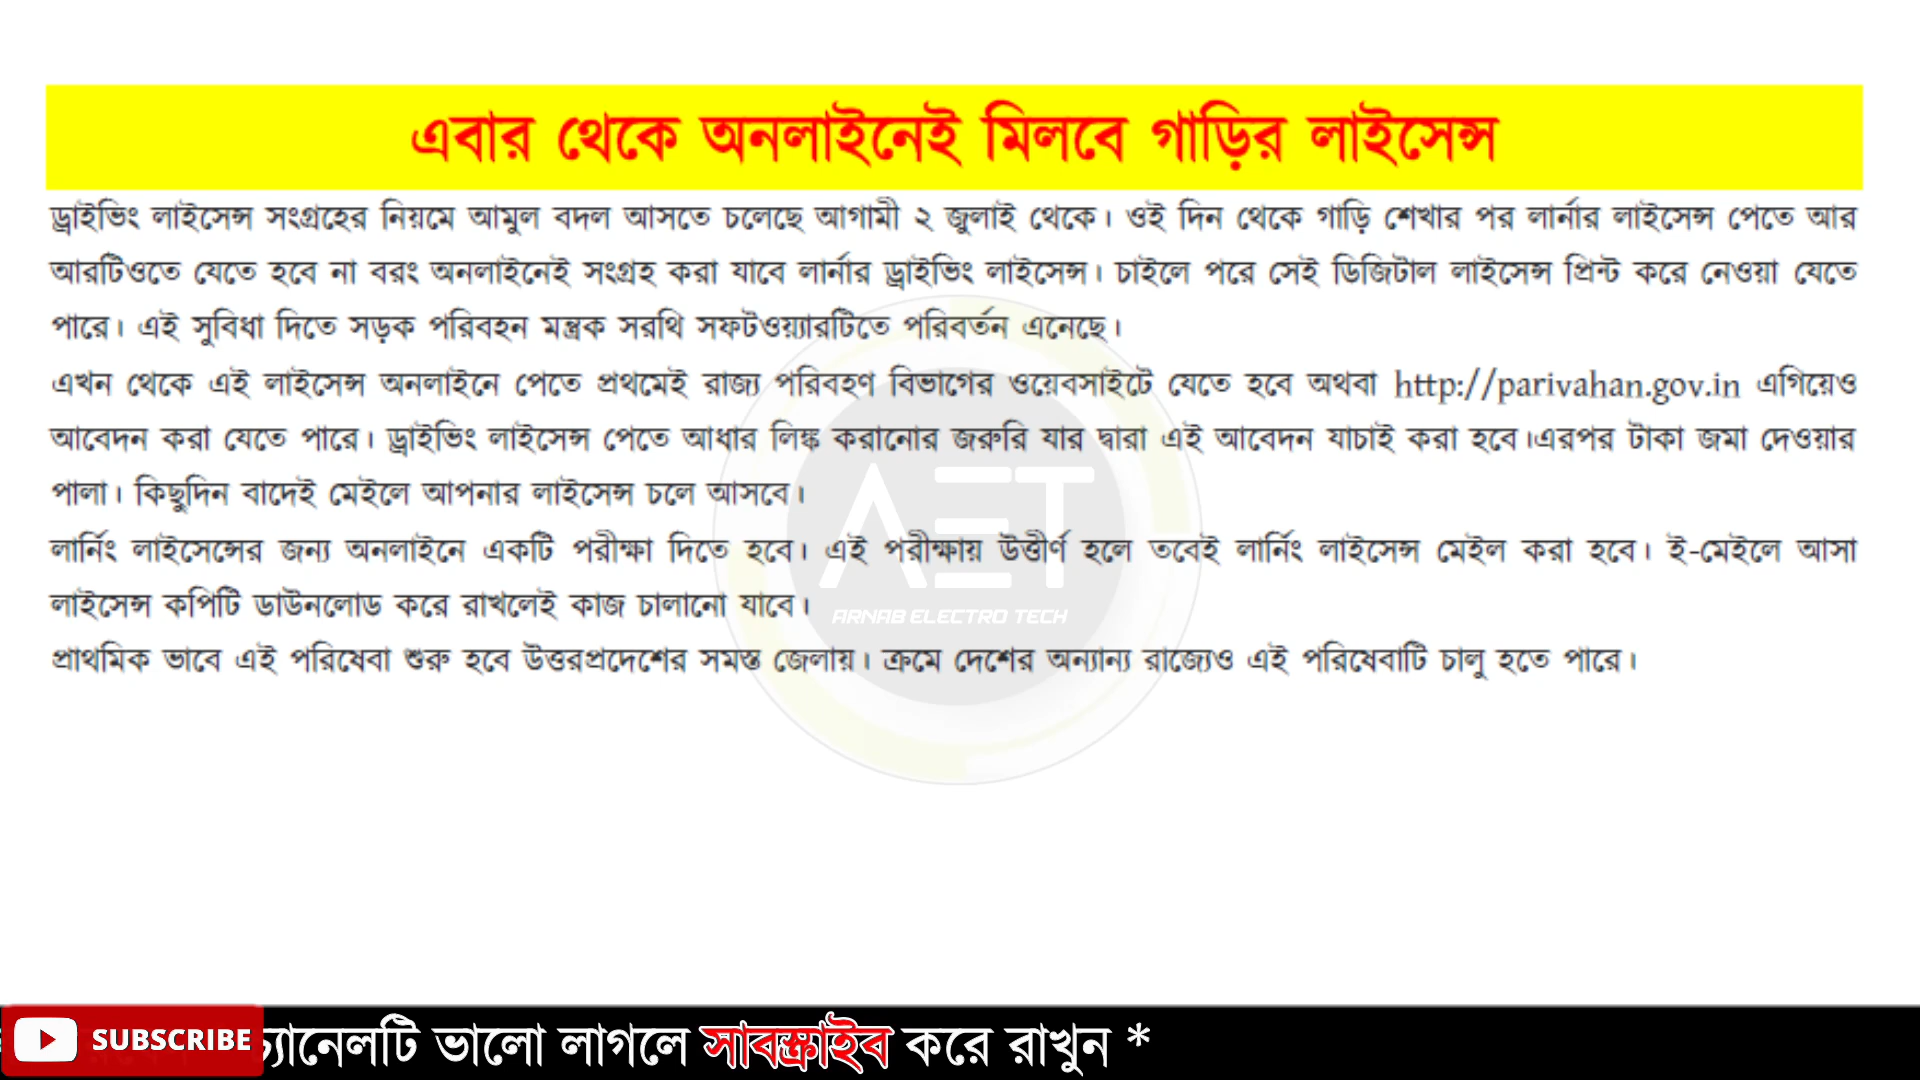 এবার থেকে অনলাইনেই মিলবে গাড়ির লাইসেন্স
ড্রাইভিং লাইসেন্স সংগ্রহের নিয়মে আমুল বদল আসতে চলেছে আগামী ২ জুলাই থেকে। ওই দিন থেকে গাড়ি শেখার পর লার্নার লাইসেন্স পেতে আর
আরটিওতে যেতে হবে না বরং অনলাইনেই সংগ্রহ করা যাবে লার্নার ড্রাইভিং লাইসেন্স। চাইলে পরে সেই ডিজিটাল লাইসেন্স প্রিন্ট করে নেওয়া যেতে
পারে। এই সুবিধা দিতে সড়ক পরিবহন মন্ত্রক সরথি সফটওয়্যারটিতে পরিবর্তন এনেছে।
এখন থেকে এই লাইসেন্স অনলাইনে পেতে প্রথমেই রাজ্য পরিবহণ বিভাগের ওয়েবসাইটে যেতে হবে অথবা http://parivahan.gov.in এগিয়েও
আবেদন করা যেতে পারে। ড্রাইভিং লাইসেন্স পেতে আধার লিঙ্ক করানোর জরুরি যার দ্বারা এই আবেদন যাচাই করা হবে।এরপর টাকা জমা দেওয়ার
পালা। কিছুদিন বাদেই মেইলে আপনার লাইসেন্স চলে আসবে।
লার্নিং লাইসেন্সের জন্য অনলাইনে একটি পরীক্ষা দিতে হবে। এই পরীক্ষায় উত্তীর্ণ হলে তবেই লার্নিং লাইসেন্স মেইল করা হবে। ই-মেইলে আসা
লাইসেন্স কপিটি ডাউনলোড করে রাখলেই কাজ চালানো যাবে।
প্রাথমিক ভাবে এই পরিষেবা শুরু হবে উত্তরপ্রদেশের সমস্ত জেলায়। ক্রমে দেশের অন্যান্য রাজ্যেও এই পরিষেবাটি চালু হতে পারে।
AET
ARNAB ELECTRO TECH
SUBSCRIBE চ্যানেলটি ভালো লাগলে সাবস্ক্রাইব করে রাখুন *